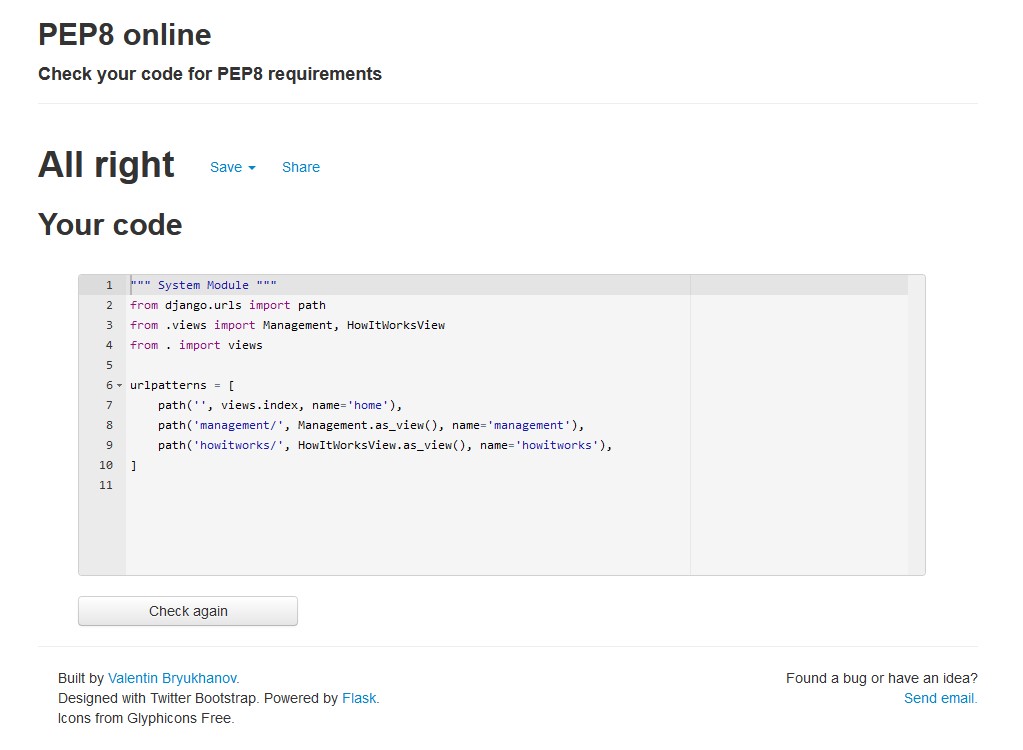 PEP8 online
Check your code for PEP8 requirements
All right Save Share
Your code
1 """ System Module """
2 from django.urls import path
3 from .views import Management, HowItWorksView
4 from . import views
5
6 urlpatterns = [
7     path('', views.index, name='home'),
8     path('management/', Management.as_view(), name='management'),
9     path('howitworks/', HowItWorksView.as_view(), name='howitworks'),
10 ]
11
Check again
Built by Valentin Bryukhanov. Found a bug or have an idea?
Designed with Twitter Bootstrap. Powered by Flask. Send email.
Icons from Glyphicons Free.